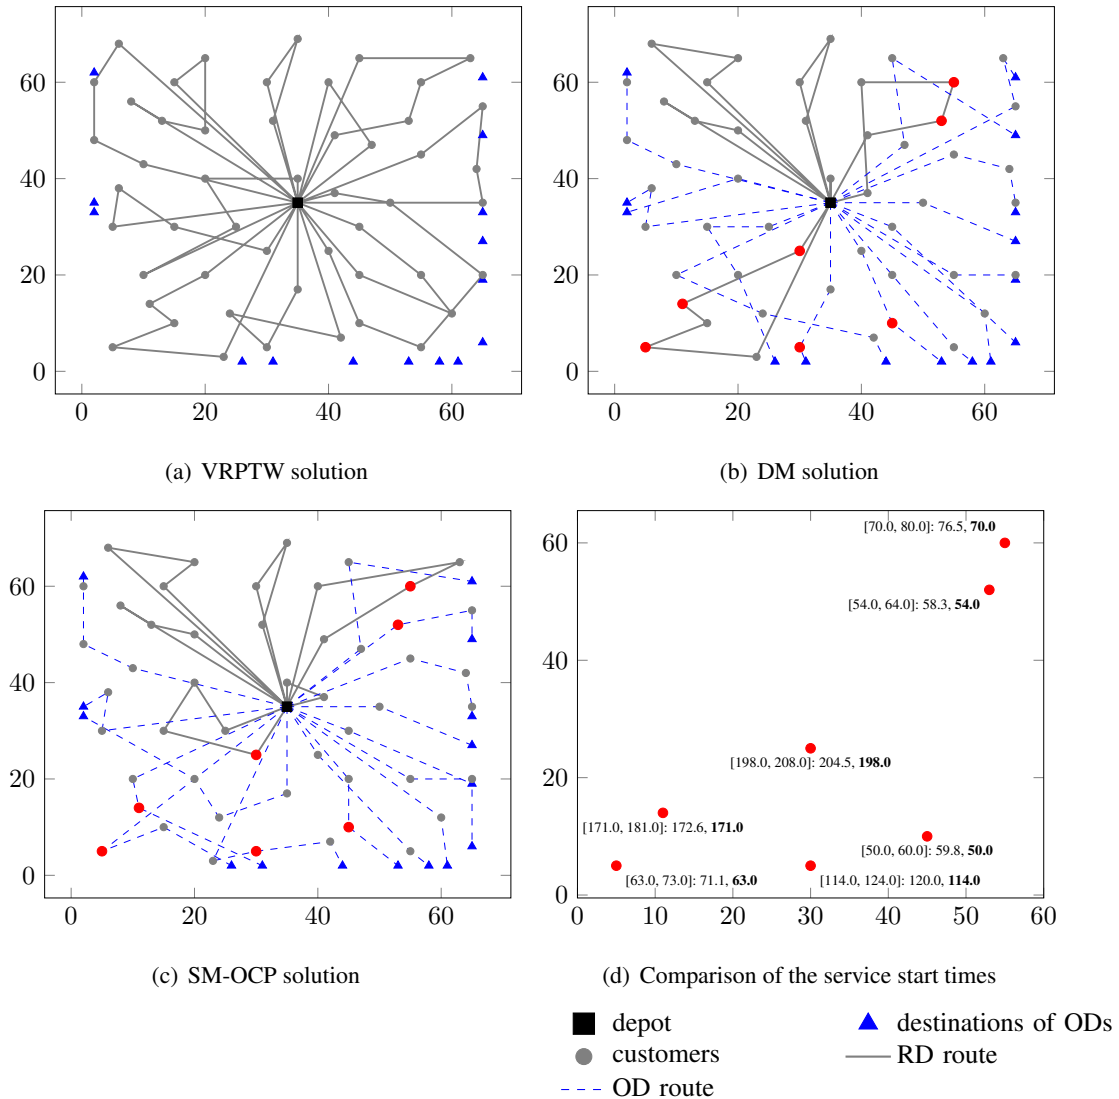 60
40
20
0
0 20 40 60
(a) VRPTW solution
60
40
20
0
0 20 40 60
(b) DM solution
60
40
20
0
0 20 40 60
(c) SM-OCP solution
60
40
20
0
[70.0, 80.0]: 76.5, 70.0
[54.0, 64.0]: 58.3, 54.0
[198.0, 208.0]: 204.5, 198.0
[171.0, 181.0]: 172.6, 171.0
[50.0, 60.0]: 59.8, 50.0
[63.0, 73.0]: 71.1, 63.0
[114.0, 124.0]: 120.0, 114.0
0 10 20 30 40 50 60
(d) Comparison of the service start times
depot
destinations of ODs
customers
RD route
OD route